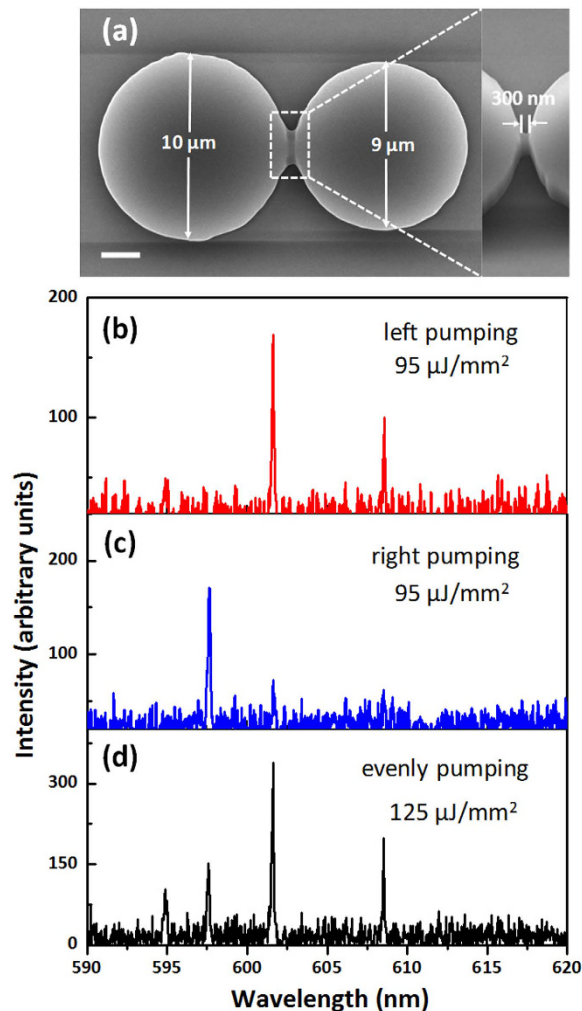 (a)
10 µm
9 µm
300 nm
200
(b)
left pumping
95 µJ/mm²
100
(c)
right pumping
95 µJ/mm²
200
100
(d)
evenly pumping
125 µJ/mm²
300
150
0
Intensity (arbitrary units)
590 595 600 605 610 615 620
Wavelength (nm)